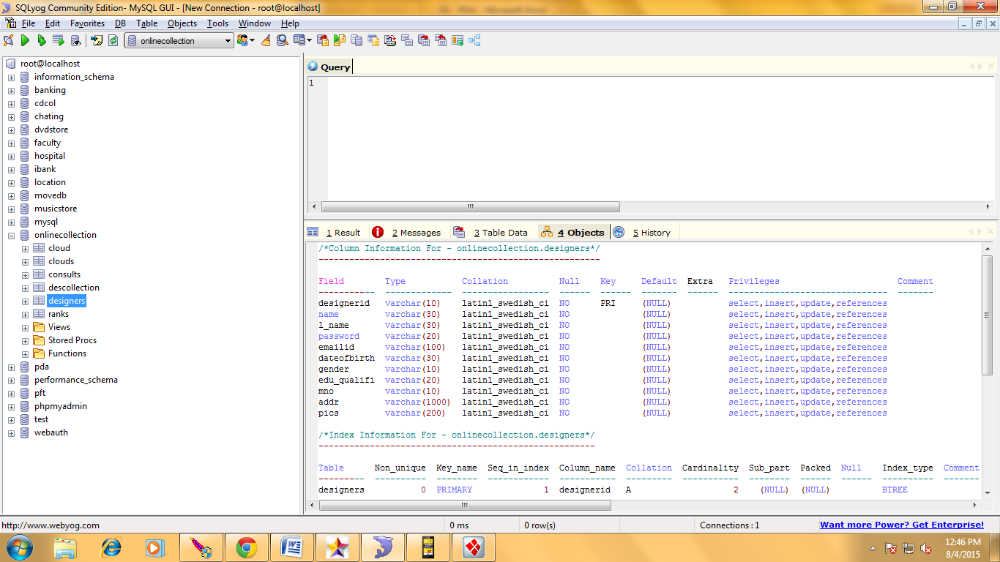 SQLyog Community Edition- MySQL GUI - [New Connection - root@localhost]
File Edit Favorites DB Table Objects Tools Window Help
onlinecollection
root@localhost
information_schema
banking
cdcol
chating
dvdstore
faculty
hospital
ibank
location
movedb
musicstore
mysql
onlinecollection
cloud
clouds
consults
descollection
designers
ranks
Views
Stored Procs
Functions
pda
performance_schema
pft
phpmyadmin
test
webauth
Query
1
1 Result 2 Messages 3 Table Data 4 Objects 5 History
/*Column Information For - onlinecollection.designers*/
-------------------------------------------------------
Field Type Collation Null Key Default Extra Privileges Comment
----------- ------------- ----------------- ------ ------ ------- ------ ------------------------------- -------
designerid varchar(10) latin1_swedish_ci NO PRI (NULL) select,insert,update,references
name varchar(30) latin1_swedish_ci NO (NULL) select,insert,update,references
l_name varchar(30) latin1_swedish_ci NO (NULL) select,insert,update,references
password varchar(20) latin1_swedish_ci NO (NULL) select,insert,update,references
emailid varchar(100) latin1_swedish_ci NO (NULL) select,insert,update,references
dateofbirth varchar(30) latin1_swedish_ci NO (NULL) select,insert,update,references
gender varchar(10) latin1_swedish_ci NO (NULL) select,insert,update,references
edu_qualifi varchar(20) latin1_swedish_ci NO (NULL) select,insert,update,references
mno varchar(10) latin1_swedish_ci NO (NULL) select,insert,update,references
addr varchar(1000) latin1_swedish_ci NO (NULL) select,insert,update,references
pics varchar(200) latin1_swedish_ci NO (NULL) select,insert,update,references
/*Index Information For - onlinecollection.designers*/
------------------------------------------------------
Table Non_unique Key_name Seq_in_index Column_name Collation Cardinality Sub_part Packed Null Index_type Comment
--------- ---------- -------- ------------ ----------- --------- ----------- -------- ------ ------ ---------- -------
designers 0 PRIMARY 1 designerid A 2 (NULL) (NULL) BTREE
http://www.webyog.com 0 ms 0 row(s) Connections : 1 Want more Power? Get Enterprise!
12:46 PM
8/4/2015